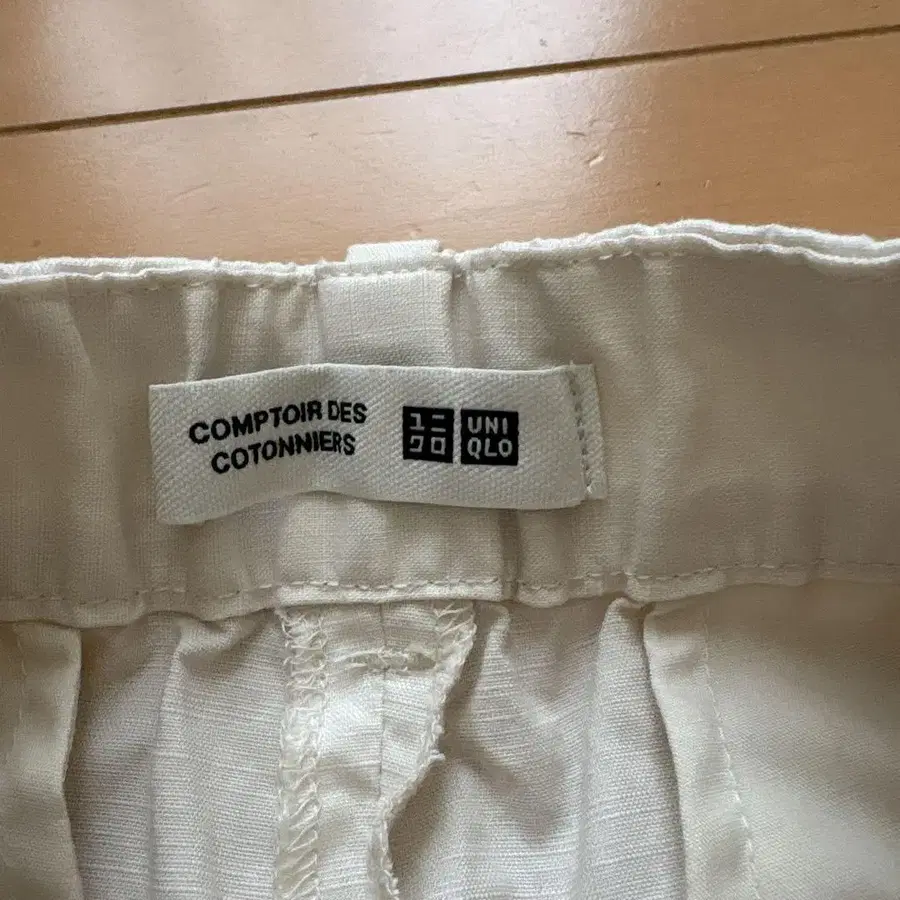 COMPTOIR DES
COTONNIERS
ユニ
クロ
UNI
QLO